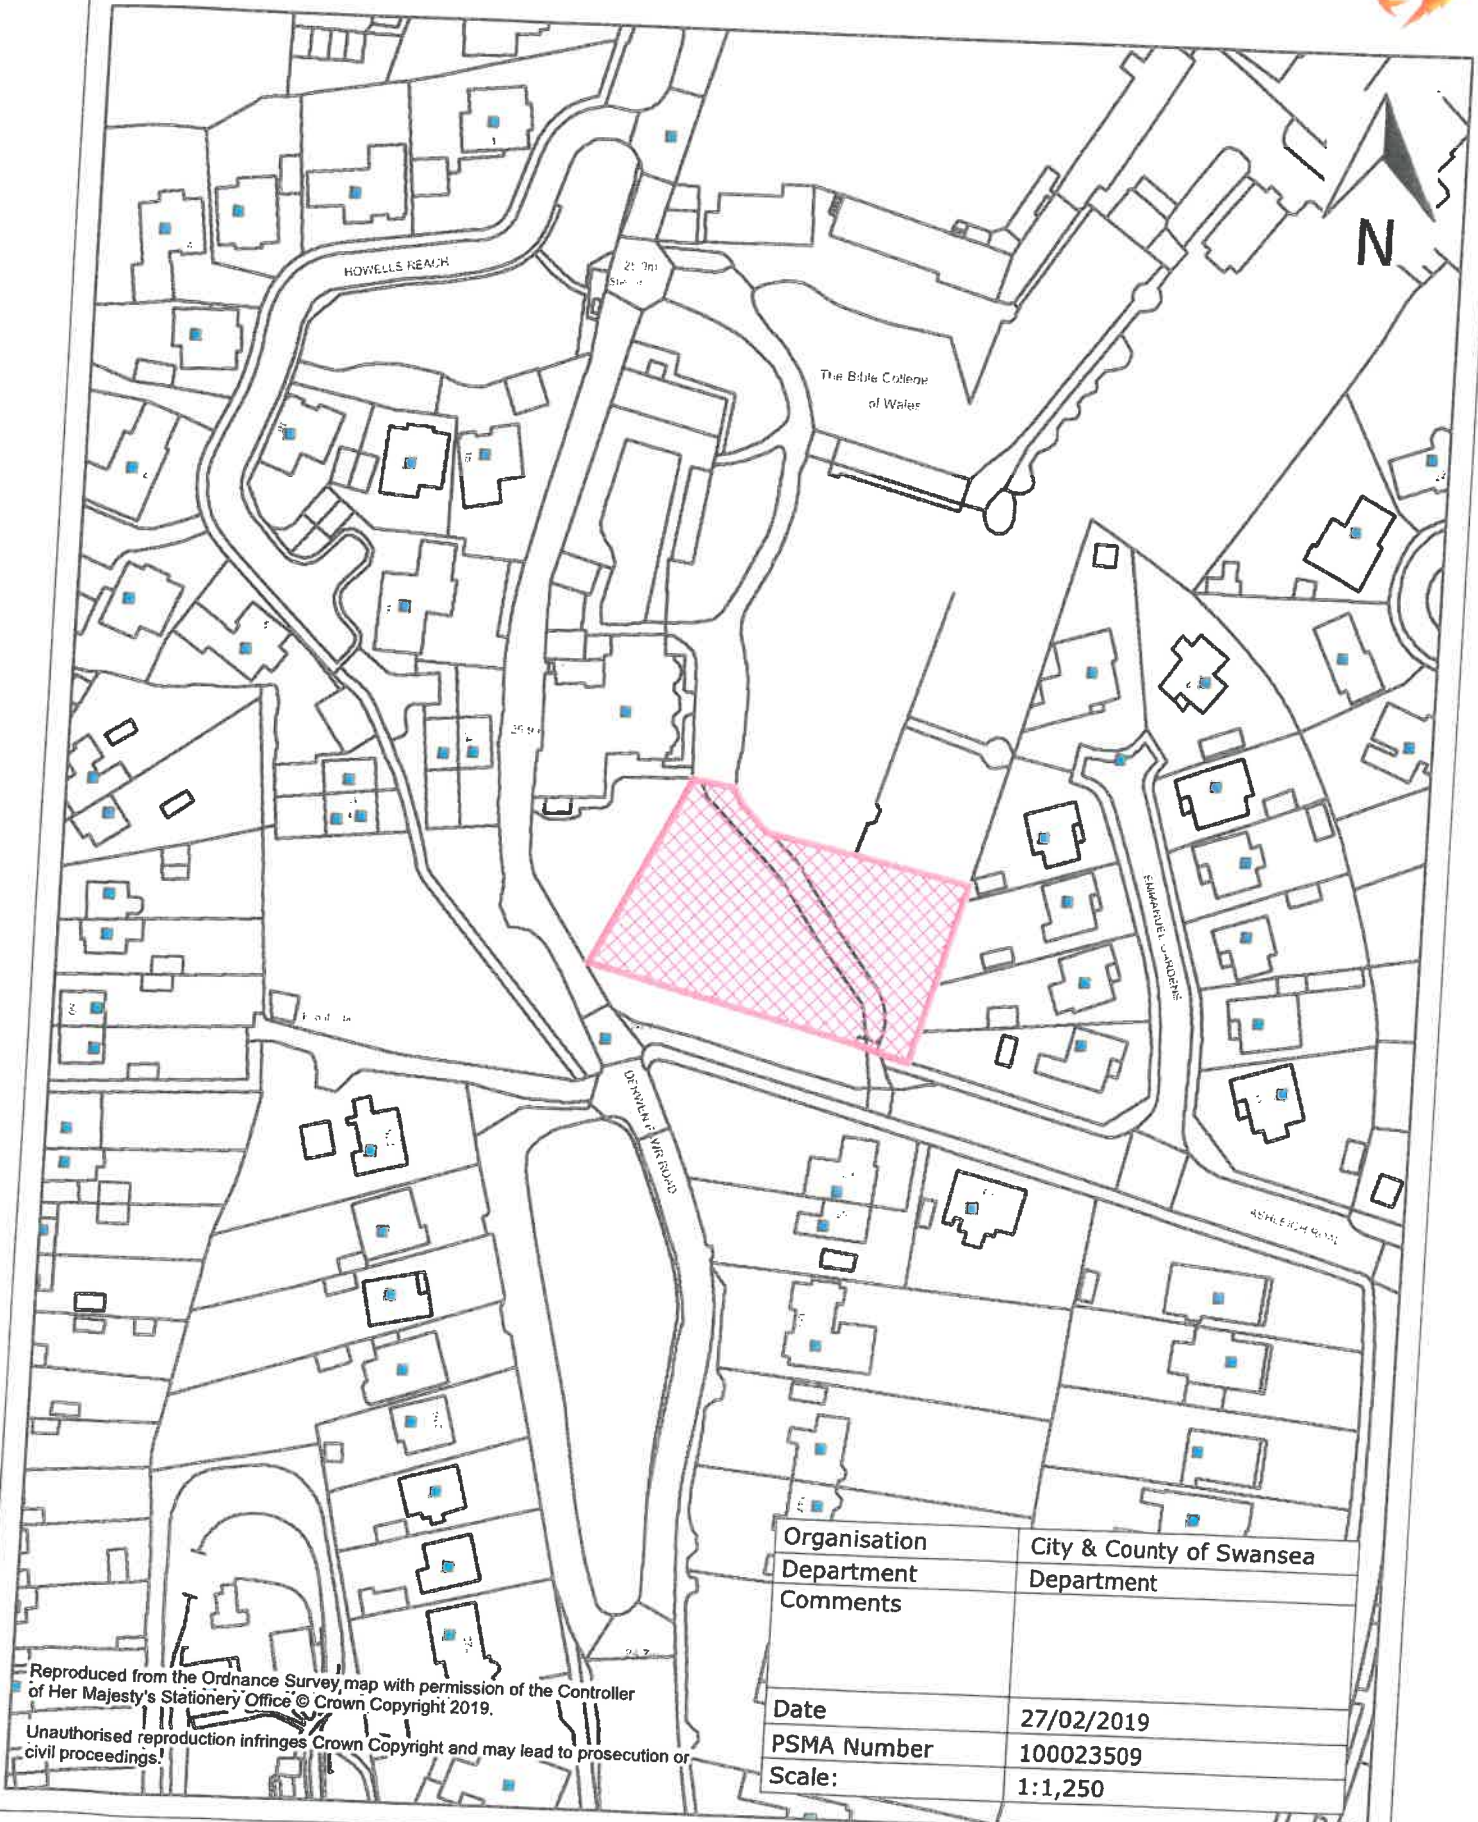 N
HOWELLS REACH
The Bible College
of Wales
EMMANUEL GARDENS
DERWEN FAWR ROAD
ASHLEIGH ROAD
Organisation City & County of Swansea
Department Department
Comments
Date 27/02/2019
PSMA Number 100023509
Scale: 1:1,250
Reproduced from the Ordnance Survey map with permission of the Controller
of Her Majesty's Stationery Office © Crown Copyright 2019.
Unauthorised reproduction infringes Crown Copyright and may lead to prosecution or
civil proceedings.